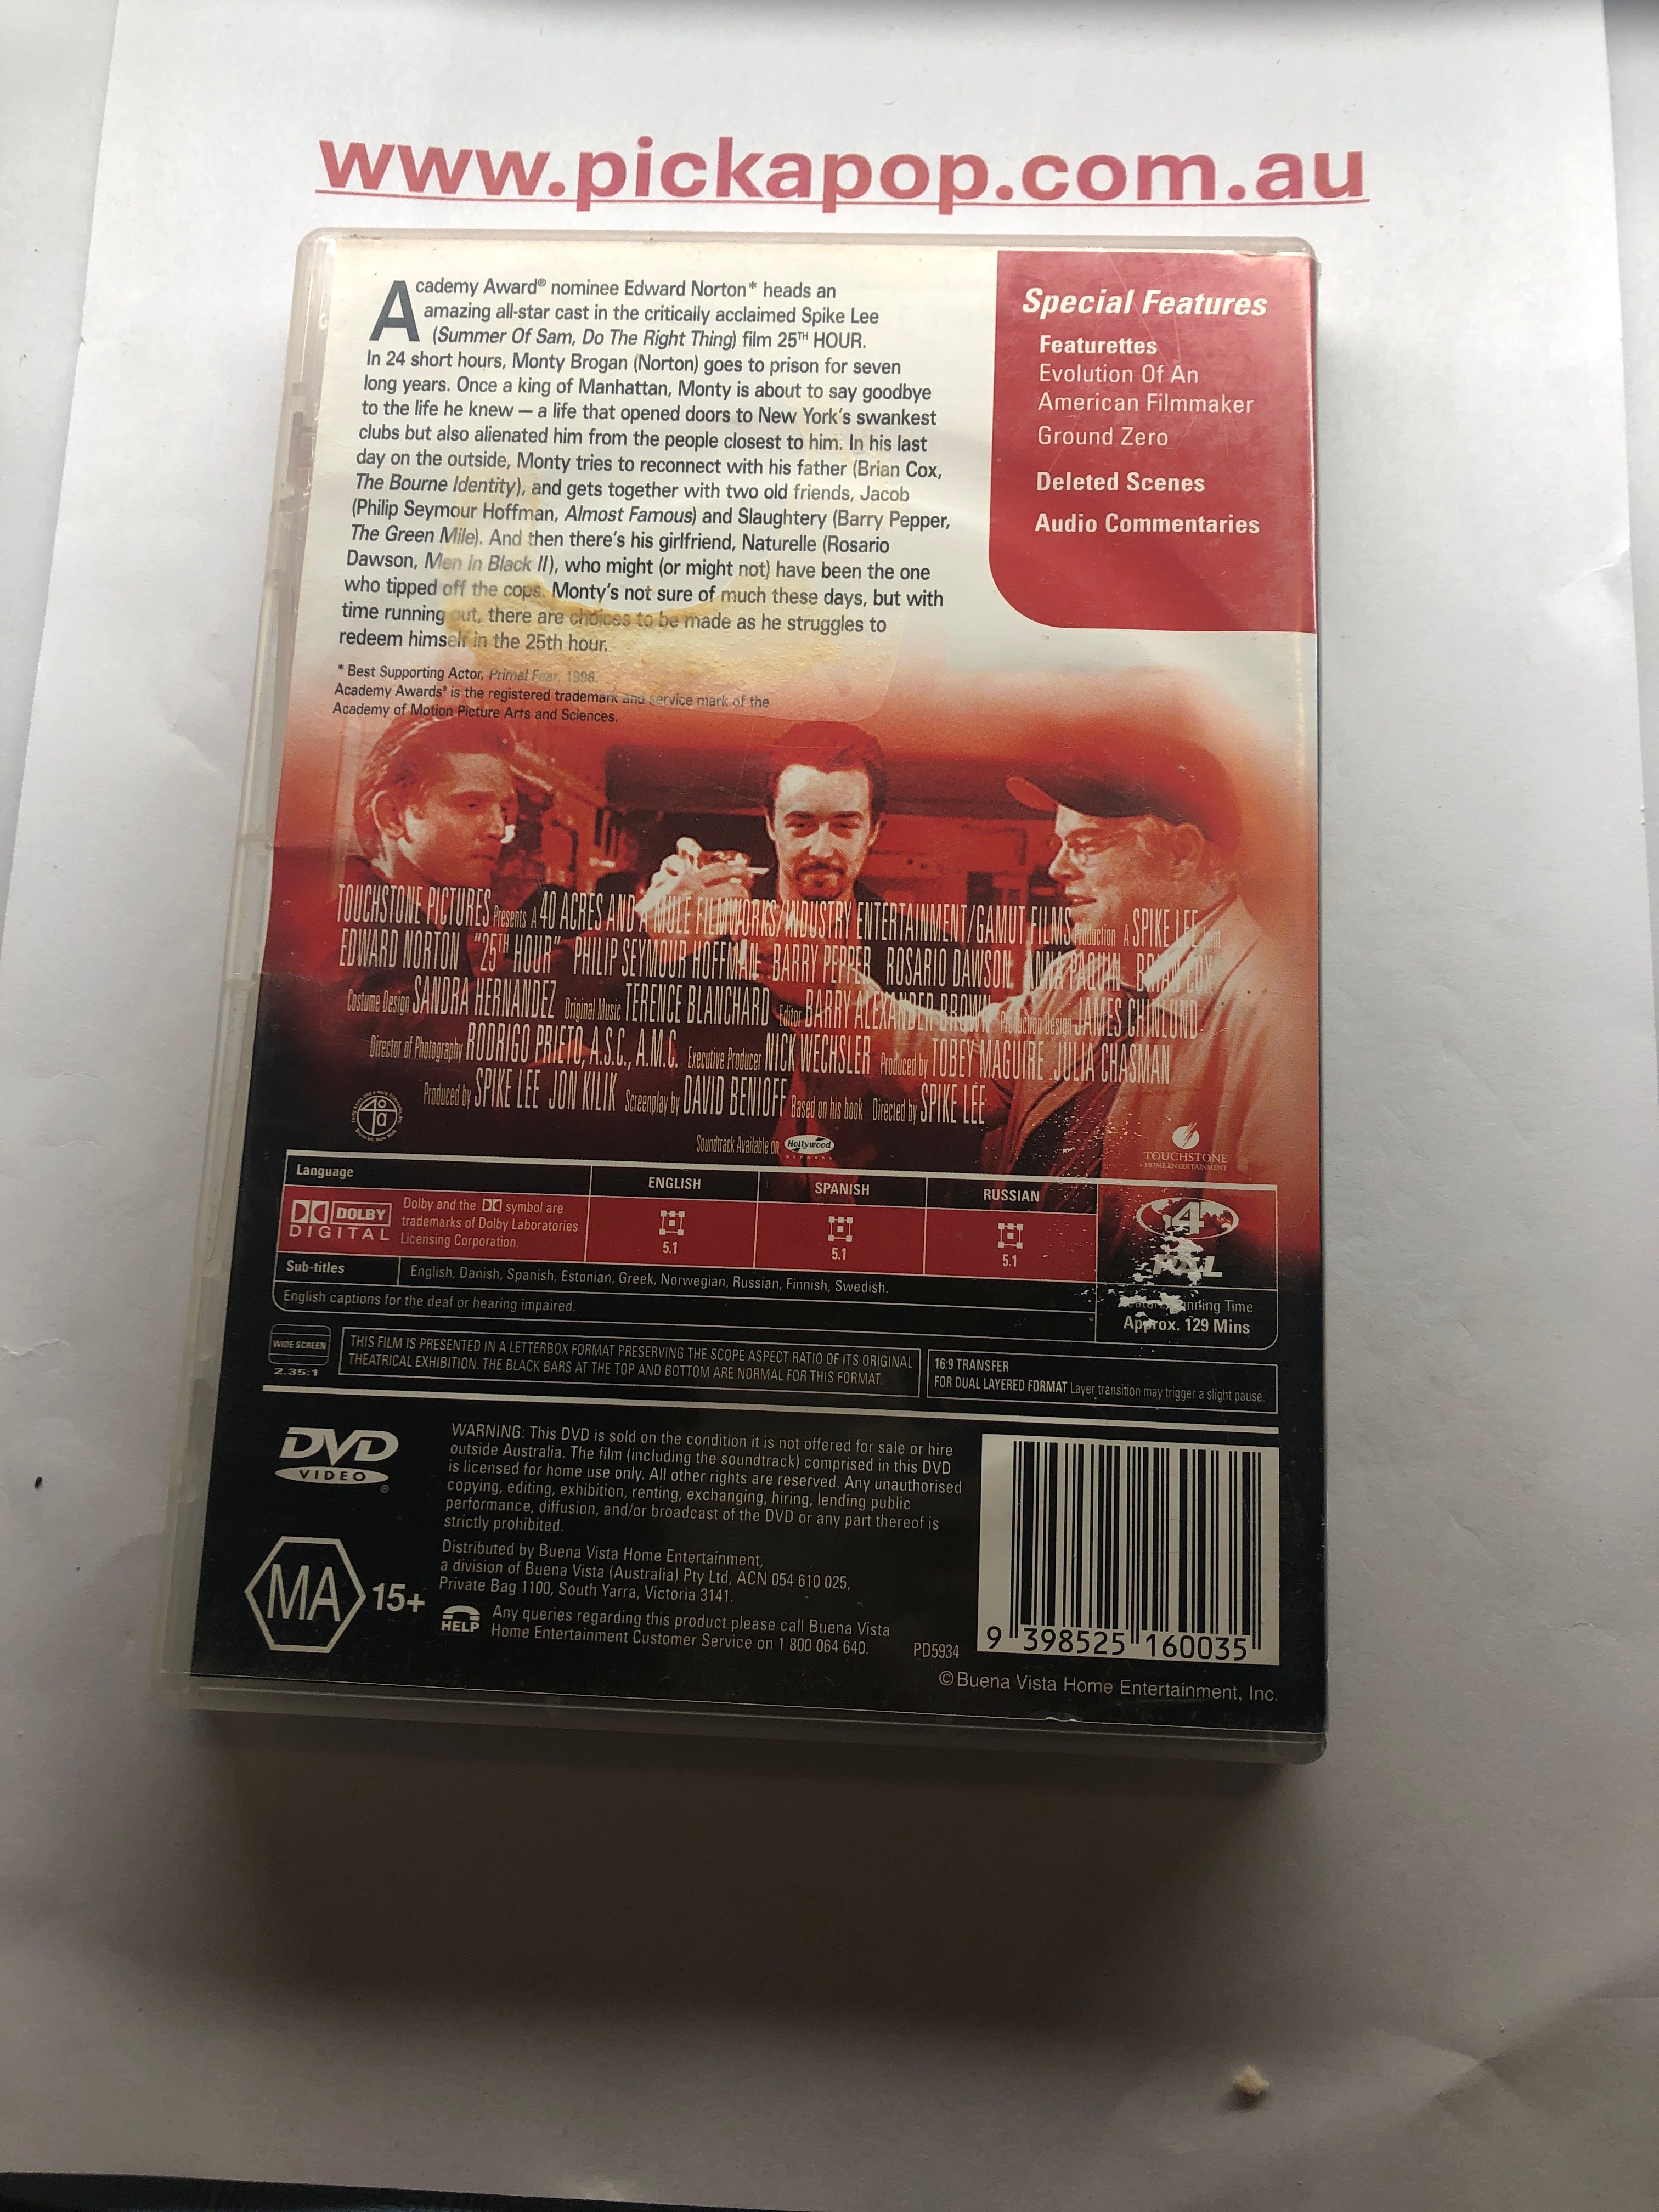 www.pickapop.com.au
Academy Award® nominee Edward Norton* heads an
amazing all-star cast in the critically acclaimed Spike Lee
(Summer Of Sam, Do The Right Thing) film 25TH HOUR.
In 24 short hours, Monty Brogan (Norton) goes to prison for seven
long years. Once a king of Manhattan, Monty is about to say goodbye
to the life he knew – a life that opened doors to New York's swankest
clubs but also alienated him from the people closest to him. In his last
day on the outside, Monty tries to reconnect with his father (Brian Cox,
The Bourne Identity), and gets together with two old friends, Jacob
(Philip Seymour Hoffman, Almost Famous) and Slaughtery (Barry Pepper,
The Green Mile). And then there's his girlfriend, Naturelle (Rosario
Dawson, Men In Black II), who might (or might not) have been the one
who tipped off the cops. Monty's not sure of much these days, but with
time running out, there are choices to be made as he struggles to
redeem himself in the 25th hour.
* Best Supporting Actor, Primal Fear, 1996.
Academy Awards® is the registered trademark and service mark of the
Academy of Motion Picture Arts and Sciences.
Special Features
Featurettes
Evolution Of An
American Filmmaker
Ground Zero
Deleted Scenes
Audio Commentaries
TOUCHSTONE PICTURES Presents A 40 ACRES AND A MULE FILMWORKS/INDUSTRY ENTERTAINMENT/GAMUT FILMS Production A SPIKE LEE Joint
EDWARD NORTON "25TH HOUR" PHILIP SEYMOUR HOFFMAN BARRY PEPPER ROSARIO DAWSON ANNA PAQUIN BRIAN COX
Costume Design SANDRA HERNANDEZ Original Music TERENCE BLANCHARD Editor BARRY ALEXANDER BROWN Production Design JAMES CHINLUND
Director of Photography RODRIGO PRIETO, A.S.C., A.M.C. Executive Producer NICK WECHSLER Produced by TOBEY MAGUIRE JULIA CHASMAN
Produced by SPIKE LEE JON KILIK Screenplay by DAVID BENIOFF Based on his book Directed by SPIKE LEE
Soundtrack Available on Hollywood
TOUCHSTONE
HOME ENTERTAINMENT
Language ENGLISH SPANISH RUSSIAN
DOLBY
DIGITAL
Dolby and the DD symbol are
trademarks of Dolby Laboratories
Licensing Corporation.
5.1 5.1 5.1
4
PAL
Sub-titles English, Danish, Spanish, Estonian, Greek, Norwegian, Russian, Finnish, Swedish.
English captions for the deaf or hearing impaired.
Running Time
Approx. 129 Mins
WIDE SCREEN
2.35:1
THIS FILM IS PRESENTED IN A LETTERBOX FORMAT PRESERVING THE SCOPE ASPECT RATIO OF ITS ORIGINAL
THEATRICAL EXHIBITION. THE BLACK BARS AT THE TOP AND BOTTOM ARE NORMAL FOR THIS FORMAT.
16:9 TRANSFER
FOR DUAL LAYERED FORMAT Layer transition may trigger a slight pause.
DVD
VIDEO
WARNING: This DVD is sold on the condition it is not offered for sale or hire
outside Australia. The film (including the soundtrack) comprised in this DVD
is licensed for home use only. All other rights are reserved. Any unauthorised
copying, editing, exhibition, renting, exchanging, hiring, lending public
performance, diffusion, and/or broadcast of the DVD or any part thereof is
strictly prohibited.
Distributed by Buena Vista Home Entertainment,
a division of Buena Vista (Australia) Pty Ltd, ACN 054 610 025,
Private Bag 1100, South Yarra, Victoria 3141.
MA 15+
HELP
Any queries regarding this product please call Buena Vista
Home Entertainment Customer Service on 1 800 064 640.
PD5934
9 398525 160035
©Buena Vista Home Entertainment, Inc.